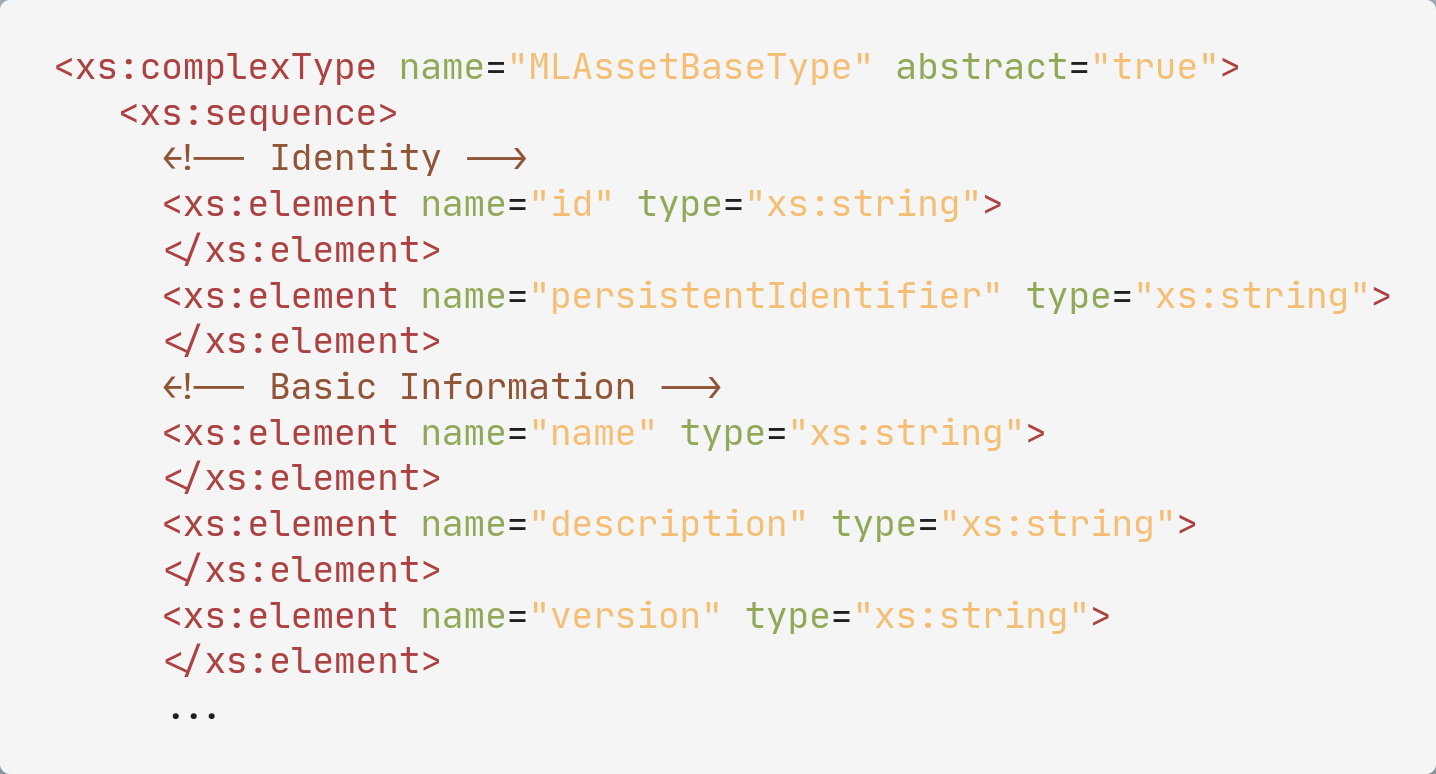 <xs:complexType name="MLAssetBaseType" abstract="true">
<xs:sequence>
<!-- Identity -->
<xs:element name="id" type="xs:string">
</xs:element>
<xs:element name="persistentIdentifier" type="xs:string">
</xs:element>
<!-- Basic Information -->
<xs:element name="name" type="xs:string">
</xs:element>
<xs:element name="description" type="xs:string">
</xs:element>
<xs:element name="version" type="xs:string">
</xs:element>
...